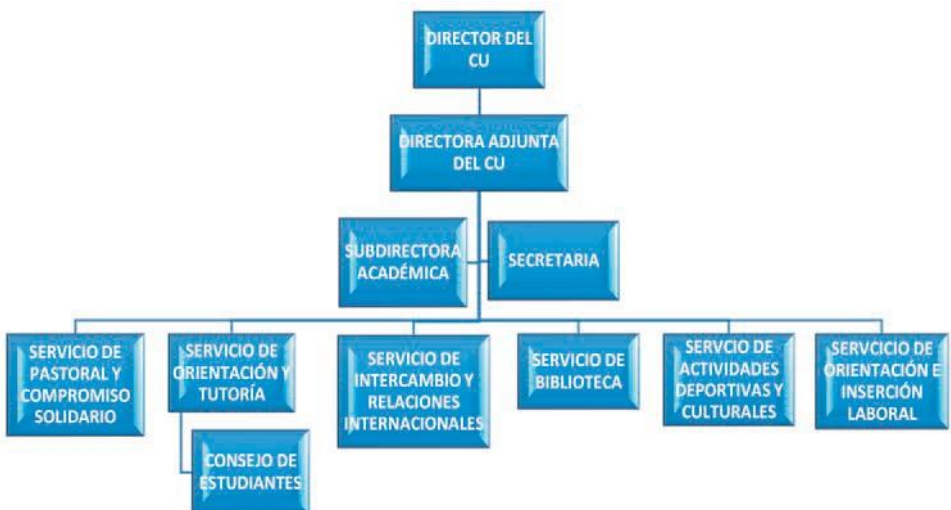 DIRECTOR DEL
CU
DIRECTORA ADJUNTA
DEL CU
SUBDIRECTORA
ACADÉMICA
SECRETARIA
SERVICIO DE
PASTORAL Y
COMPROMISO
SOLIDARIO
SERVICIO DE
ORIENTACIÓN Y
TUTORÍA
SERVICIO DE
INTERCAMBIO Y
RELACIONES
INTERNACIONALES
SERVICIO DE
BIBLIOTECA
SERVCIO DE
ACTIVIDADES
DEPORTIVAS Y
CULTURALES
SERVCICIO DE
ORIENTACIÓN E
INSERCIÓN
LABORAL
CONSEJO DE
ESTUDIANTES